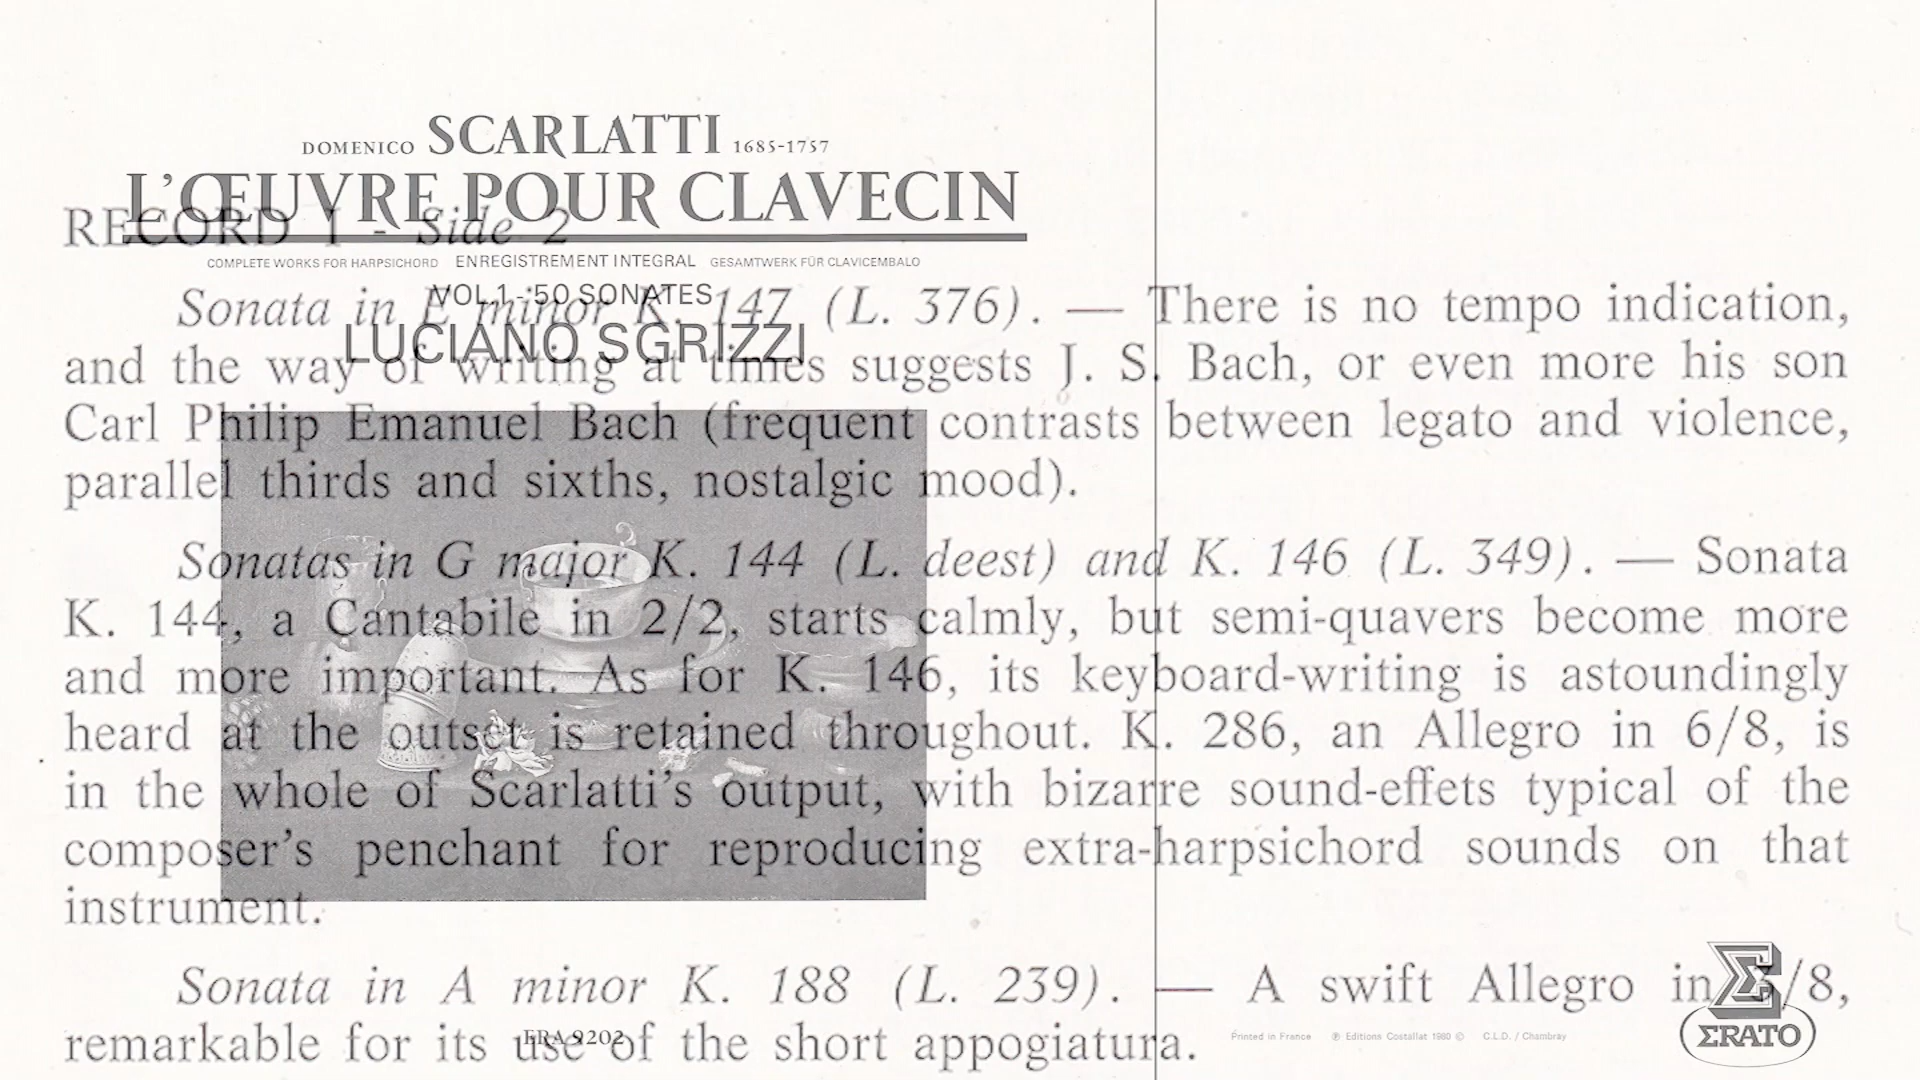 DOMENICO SCARLATTI 1685-1757
L'ŒUVRE POUR CLAVECIN
RECORD 1 - Side 2
COMPLETE WORKS FOR HARPSICHORD ENREGISTREMENT INTEGRAL GESAMTWERK FÜR CLAVICEMBALO
VOL.1 - 50 SONATES
Sonata in E minor K. 147 (L. 376). — There is no tempo indication,
LUCIANO SGRIZZI
and the way of writing at times suggests J. S. Bach, or even more his son
Carl Philip Emanuel Bach (frequent contrasts between legato and violence,
parallel thirds and sixths, nostalgic mood).
Sonatas in G major K. 144 (L. deest) and K. 146 (L. 349). — Sonata
K. 144, a Cantabile in 2/2, starts calmly, but semi-quavers become more
and more important. As for K. 146, its keyboard-writing is astoundingly
heard at the outset is retained throughout. K. 286, an Allegro in 6/8, is
in the whole of Scarlatti's output, with bizarre sound-effets typical of the
composer's penchant for reproducing extra-harpsichord sounds on that
instrument.
Sonata in A minor K. 188 (L. 239). — A swift Allegro in 3/8,
remarkable for its use of the short appogiatura.
ERA 9202
Printed in France ℗ Editions Costallat 1980 © C.L.D. / Chambray
ΣRATO